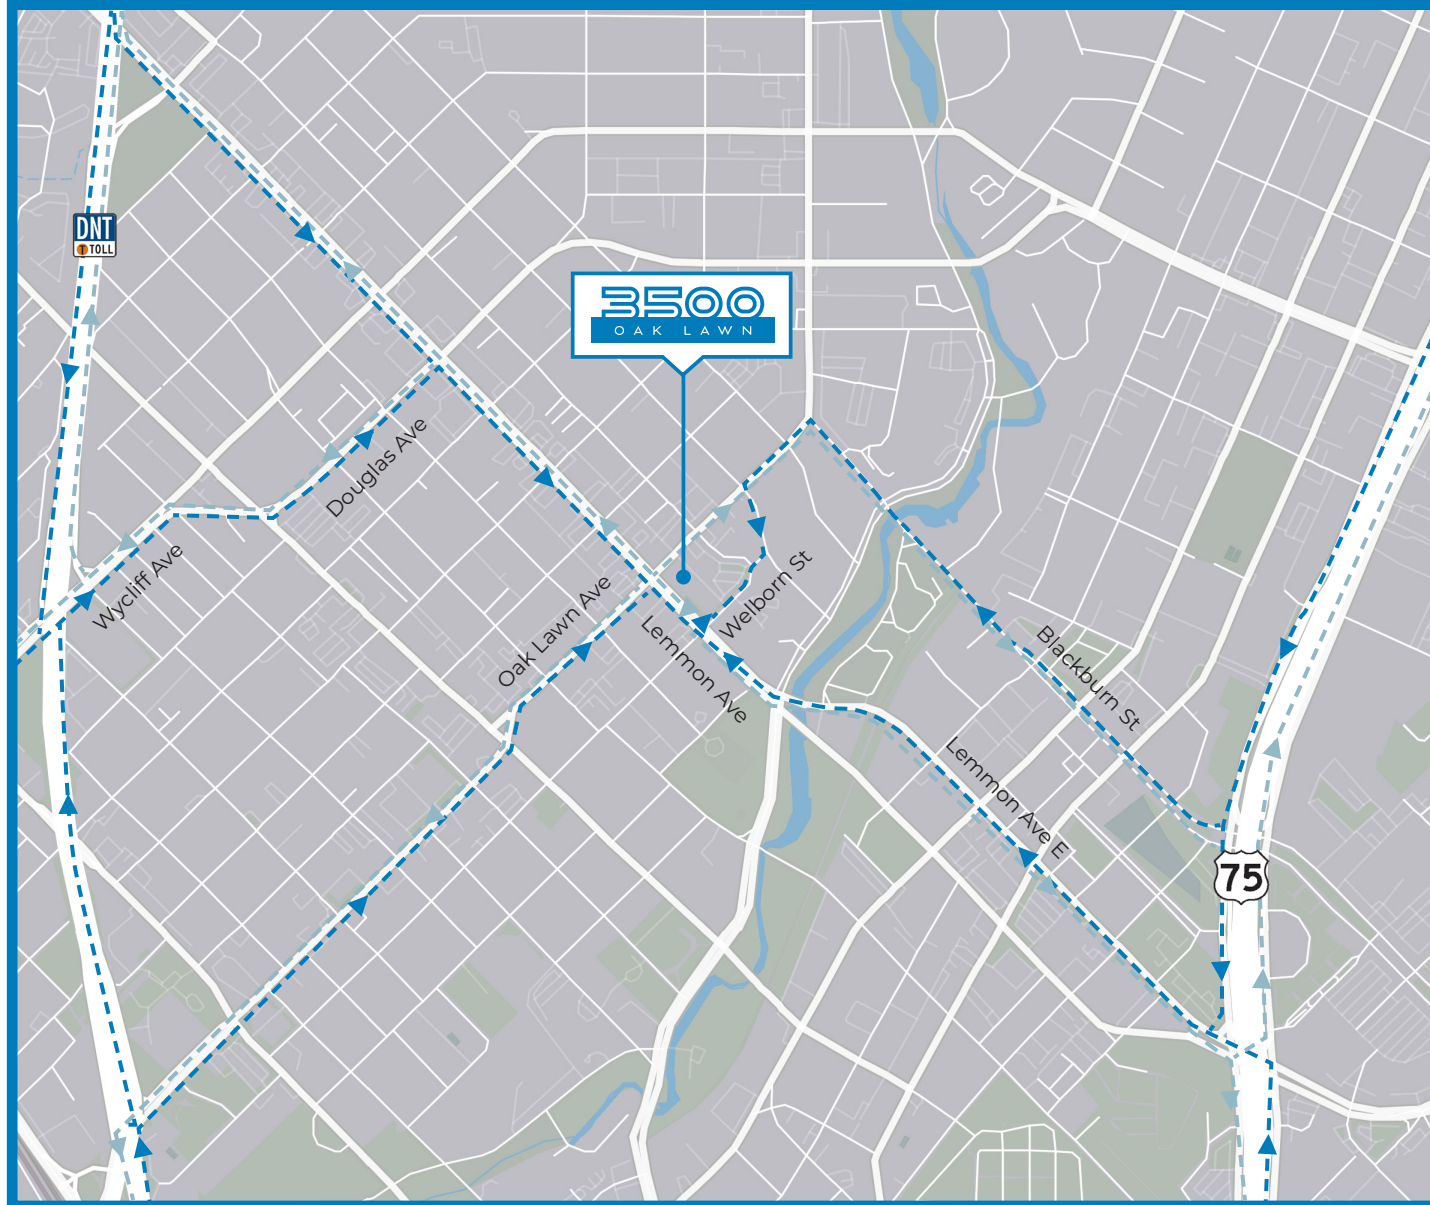 DNT
T TOLL
3500
OAK LAWN
Douglas Ave
Wycliff Ave
Oak Lawn Ave
Welborn St
Lemmon Ave
Blackburn St
Lemmon Ave E
75